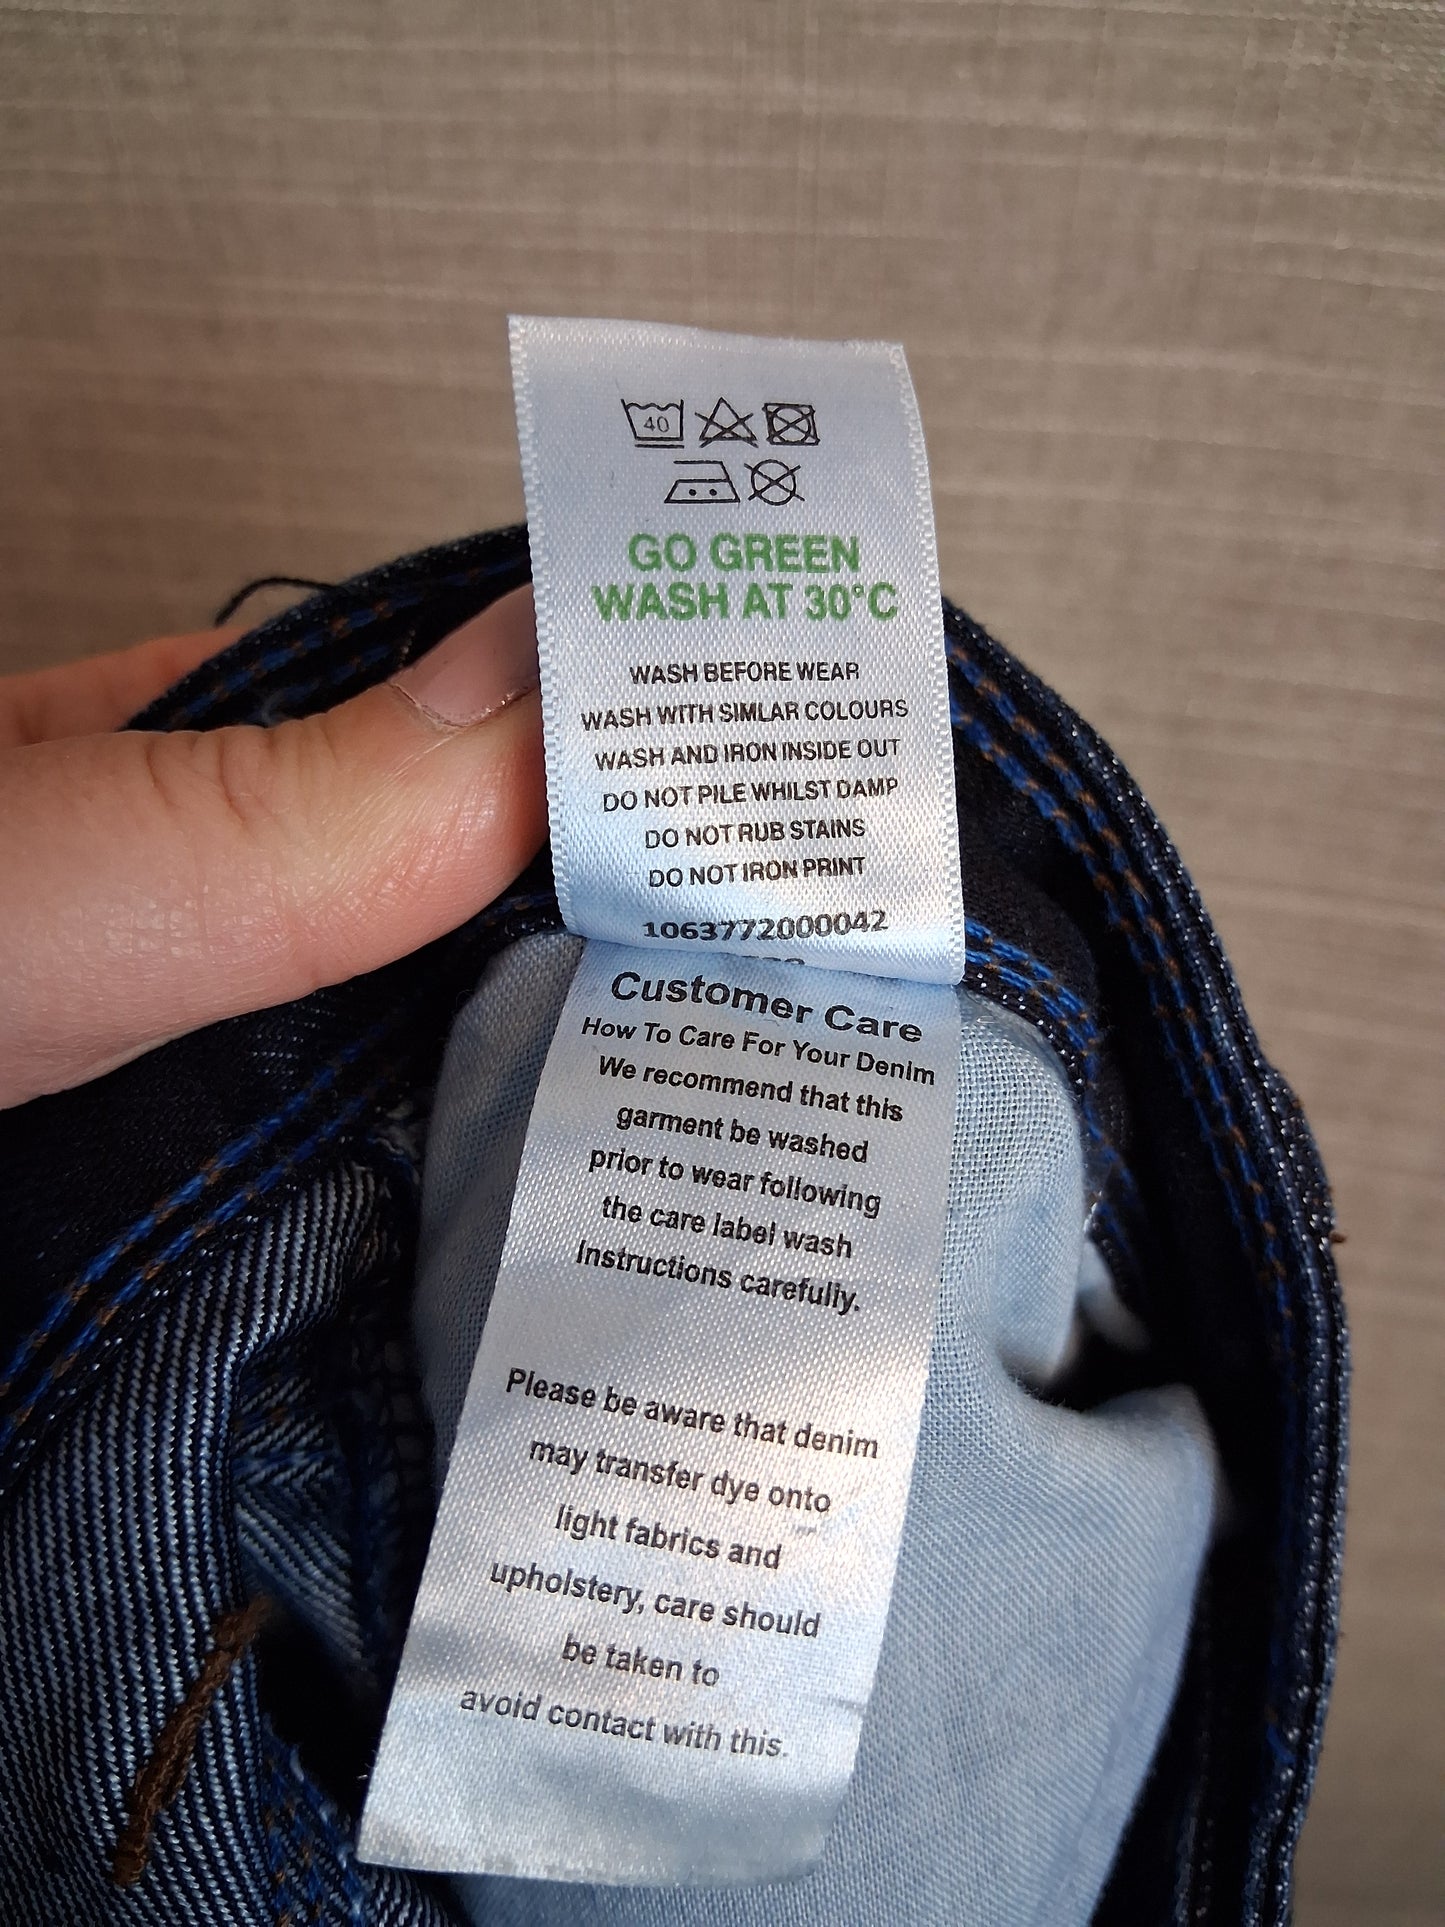 40
GO GREEN
WASH AT 30°C
WASH BEFORE WEAR
WASH WITH SIMLAR COLOURS
WASH AND IRON INSIDE OUT
DO NOT PILE WHILST DAMP
DO NOT RUB STAINS
DO NOT IRON PRINT
1063772000042
Customer Care
How To Care For Your Denim
We recommend that this
garment be washed
prior to wear following
the care label wash
Instructions carefully.
Please be aware that denim
may transfer dye onto
light fabrics and
upholstery, care should
be taken to
avoid contact with this.